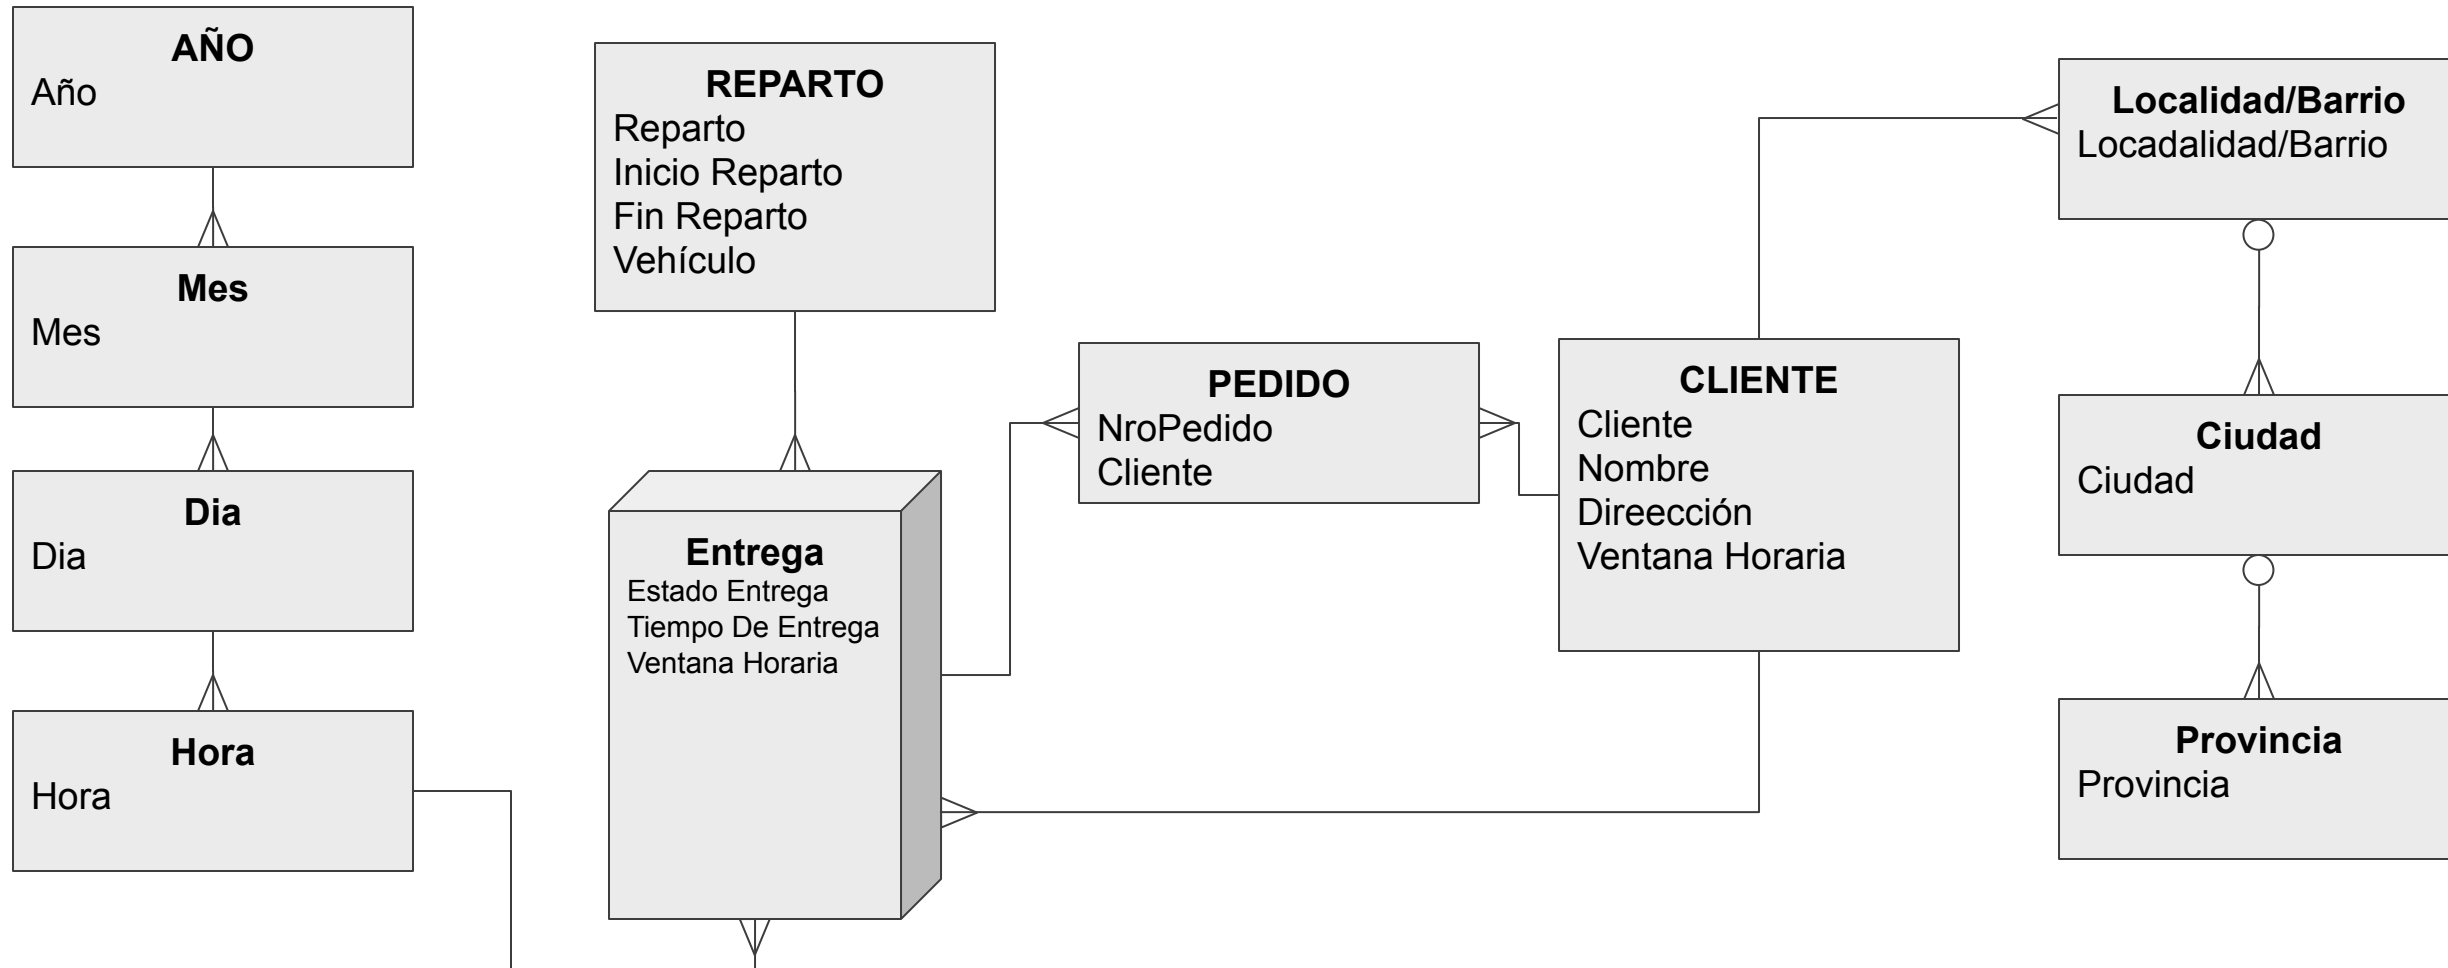 AÑO
Año
Mes
Mes
Dia
Dia
Hora
Hora
REPARTO
Reparto
Inicio Reparto
Fin Reparto
Vehículo
Entrega
Estado Entrega
Tiempo De Entrega
Ventana Horaria
PEDIDO
NroPedido
Cliente
CLIENTE
Cliente
Nombre
Direección
Ventana Horaria
Localidad/Barrio
Locadalidad/Barrio
Ciudad
Ciudad
Provincia
Provincia